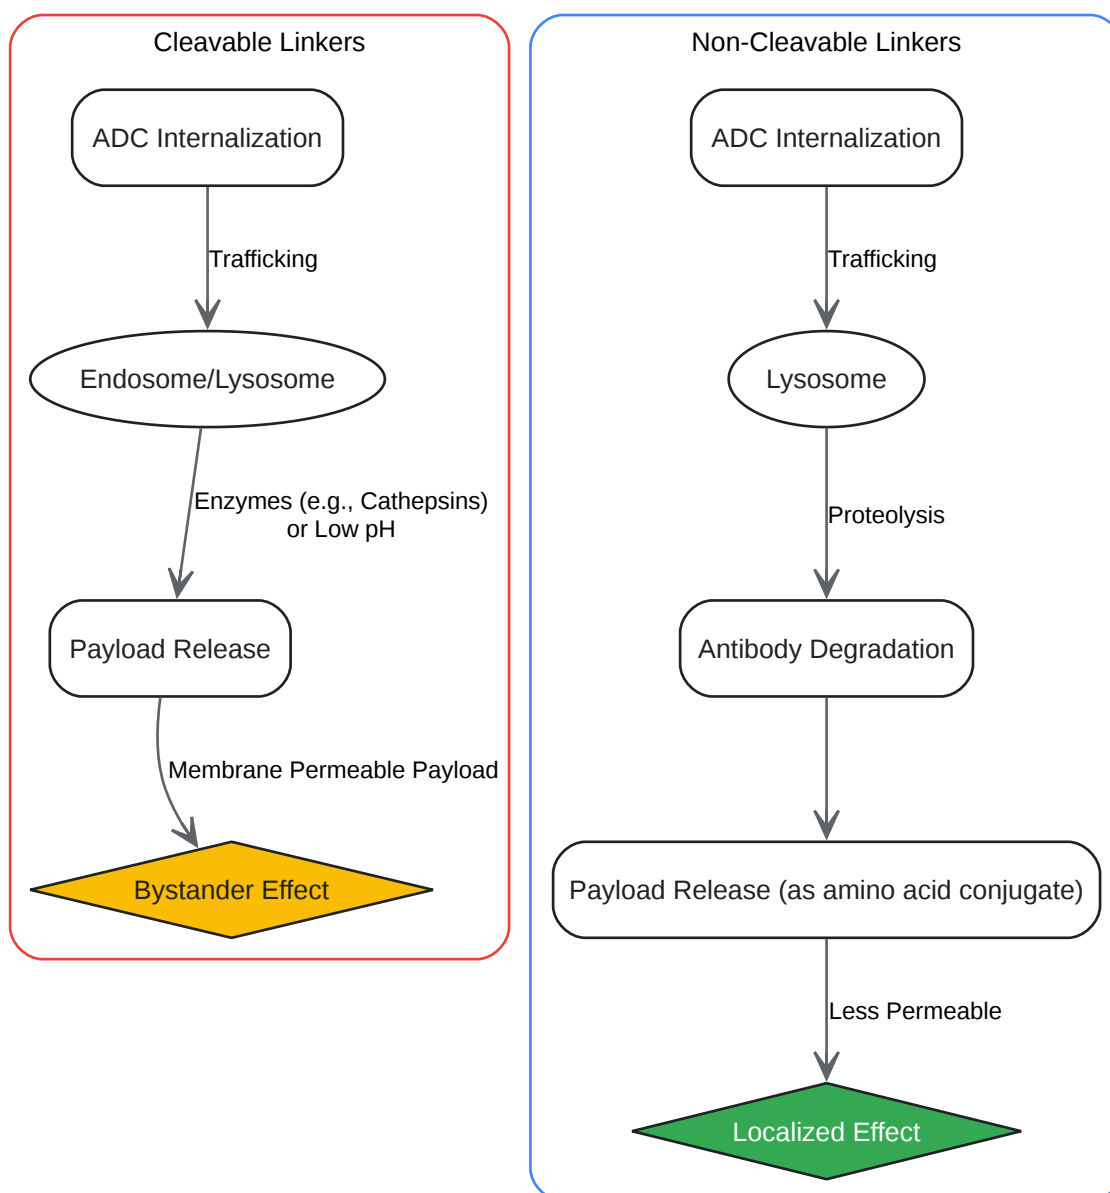 Cleavable Linkers
ADC Internalization
Trafficking
Endosome/Lysosome
Enzymes (e.g., Cathepsins)
or Low pH
Payload Release
Membrane Permeable Payload
Bystander Effect
Non-Cleavable Linkers
ADC Internalization
Trafficking
Lysosome
Proteolysis
Antibody Degradation
Payload Release (as amino acid conjugate)
Less Permeable
Localized Effect